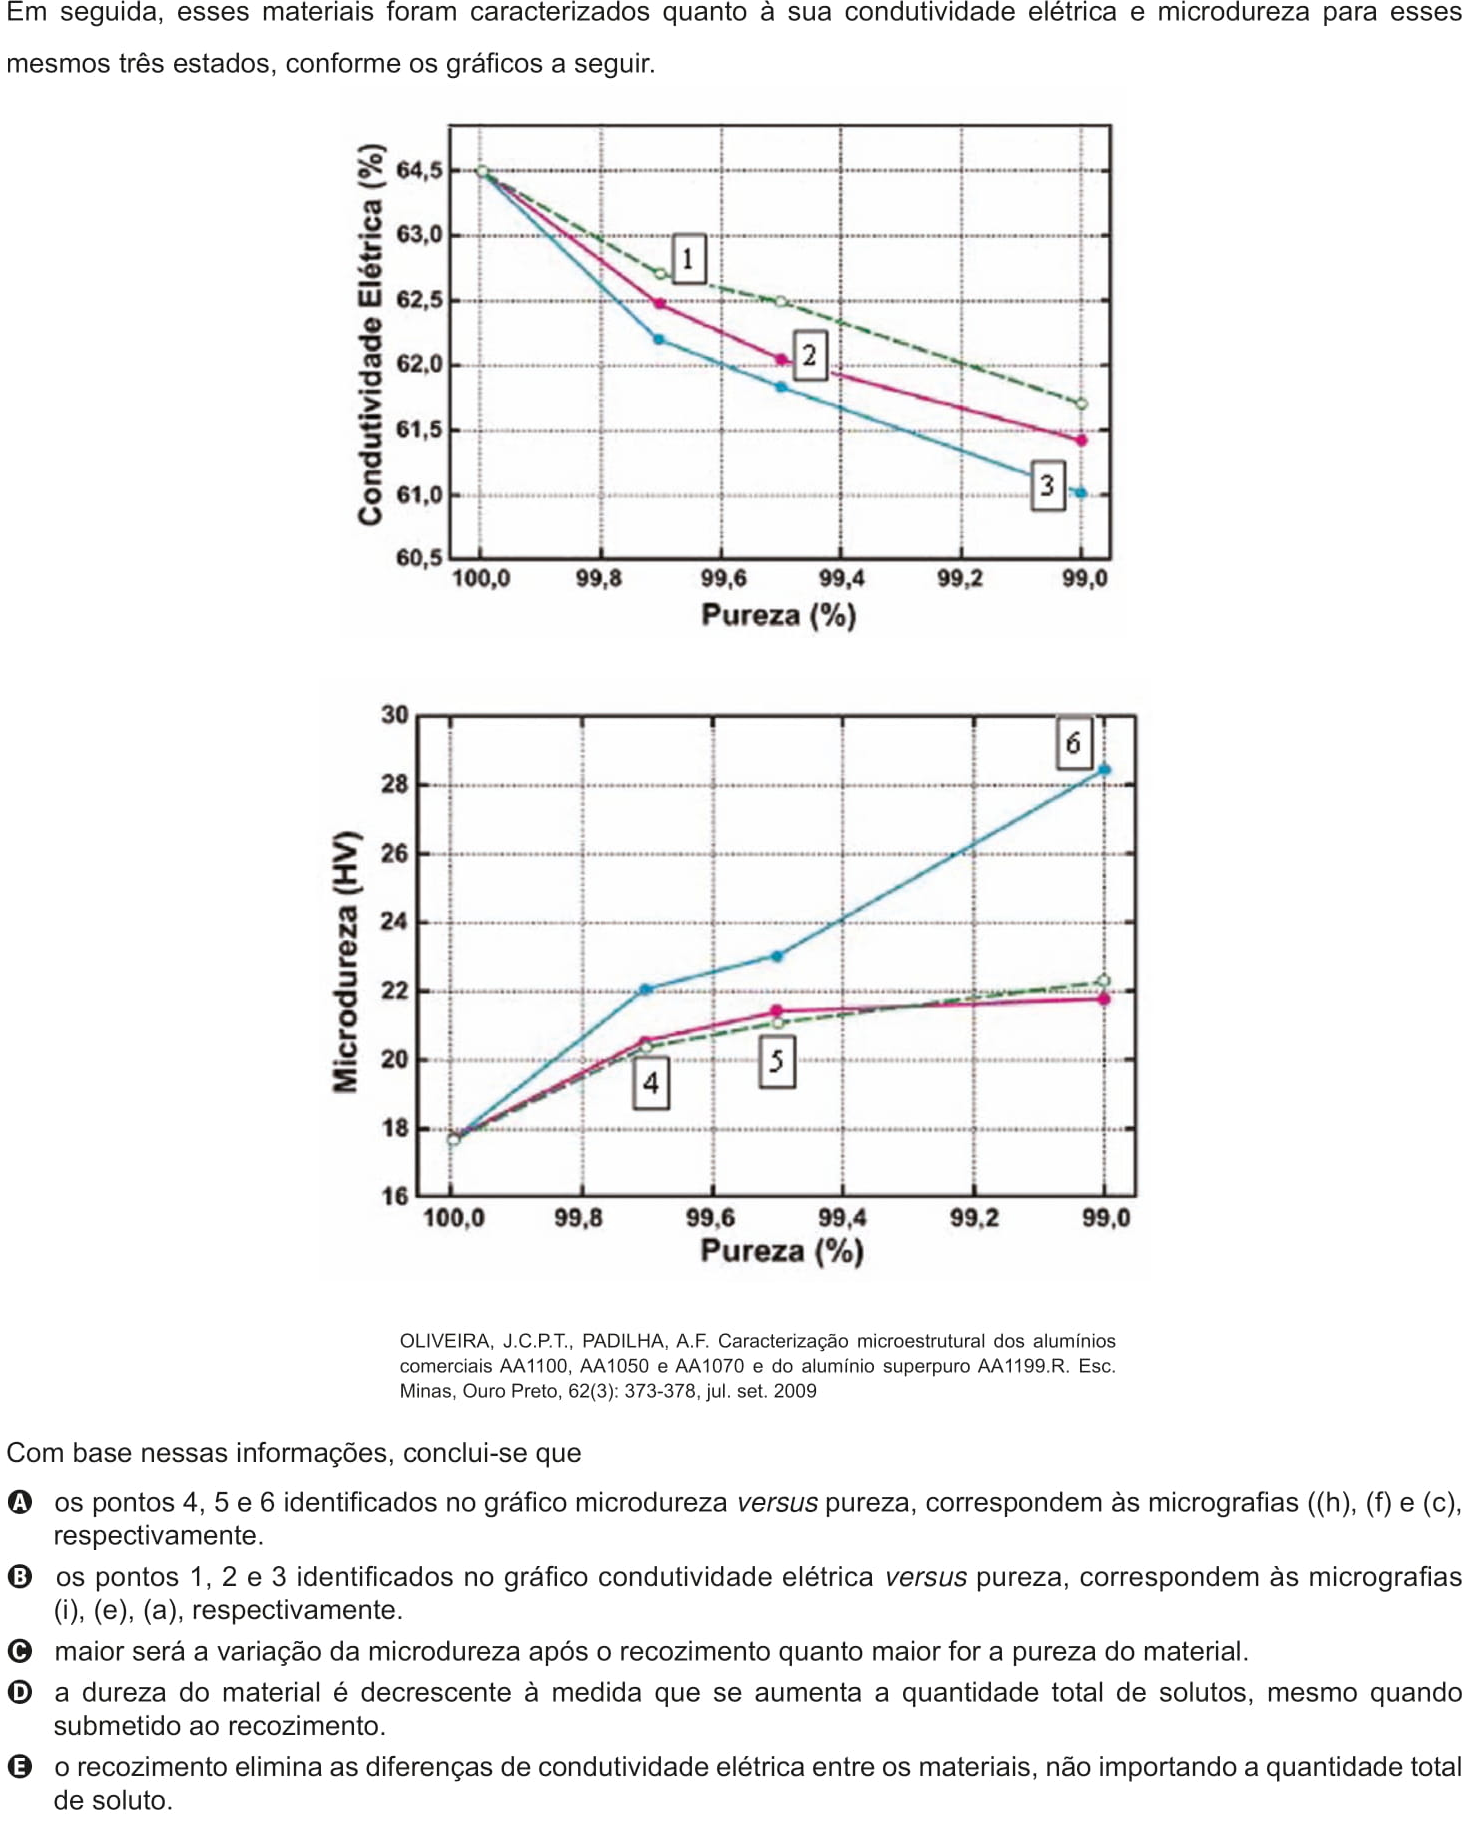 Em seguida, esses materiais foram caracterizados quanto à sua condutividade elétrica e microdureza para esses
mesmos três estados, conforme os gráficos a seguir.
Condutividade Elétrica (%)
64,5
63,0
62,5
62,0
61,5
61,0
60,5
1
2
3
100,0 99,8 99,6 99,4 99,2 99,0
Pureza (%)
Microdureza (HV)
30
28
26
24
22
20
18
16
6
5
4
100,0 99,8 99,6 99,4 99,2 99,0
Pureza (%)
OLIVEIRA, J.C.P.T., PADILHA, A.F. Caracterização microestrutural dos alumínios
comerciais AA1100, AA1050 e AA1070 e do alumínio superpuro AA1199.R. Esc.
Minas, Ouro Preto, 62(3): 373-378, jul. set. 2009
Com base nessas informações, conclui-se que
A os pontos 4, 5 e 6 identificados no gráfico microdureza versus pureza, correspondem às micrografias ((h), (f) e (c),
respectivamente.
B os pontos 1, 2 e 3 identificados no gráfico condutividade elétrica versus pureza, correspondem às micrografias
(i), (e), (a), respectivamente.
C maior será a variação da microdureza após o recozimento quanto maior for a pureza do material.
D a dureza do material é decrescente à medida que se aumenta a quantidade total de solutos, mesmo quando
submetido ao recozimento.
E o recozimento elimina as diferenças de condutividade elétrica entre os materiais, não importando a quantidade total
de soluto.